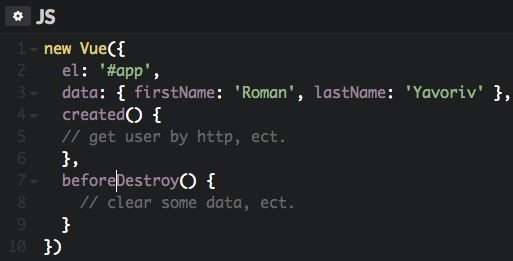 JS
1 new Vue({
2 el: '#app',
3 data: { firstName: 'Roman', lastName: 'Yavoriv' },
4 created() {
5 // get user by http, ect.
6 },
7 beforeDestroy() {
8 // clear some data, ect.
9 }
10 })